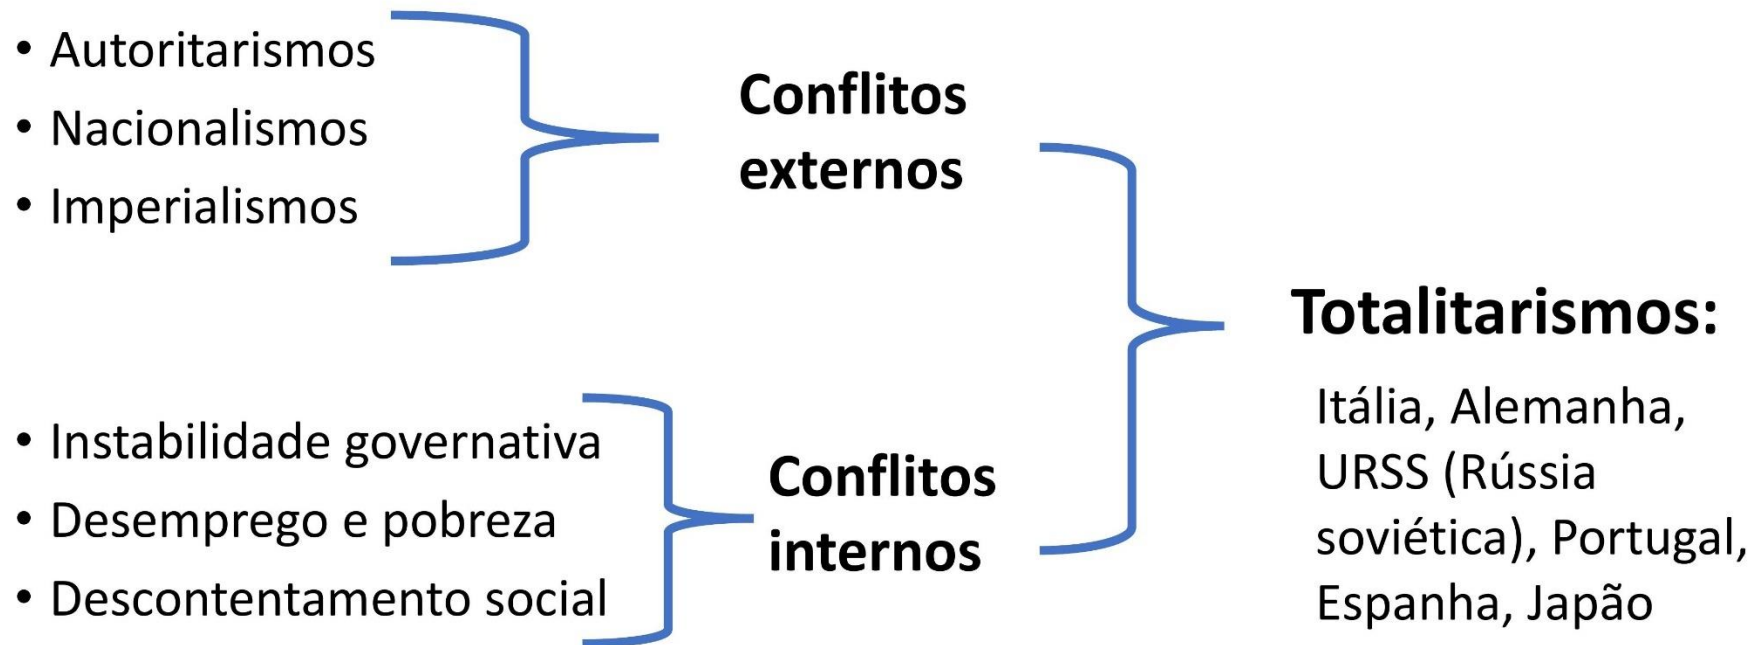 • Autoritarismos
• Nacionalismos
• Imperialismos
Conflitos
externos
• Instabilidade governativa
• Desemprego e pobreza
• Descontentamento social
Conflitos
internos
Totalitarismos:
Itália, Alemanha,
URSS (Rússia
soviética), Portugal,
Espanha, Japão